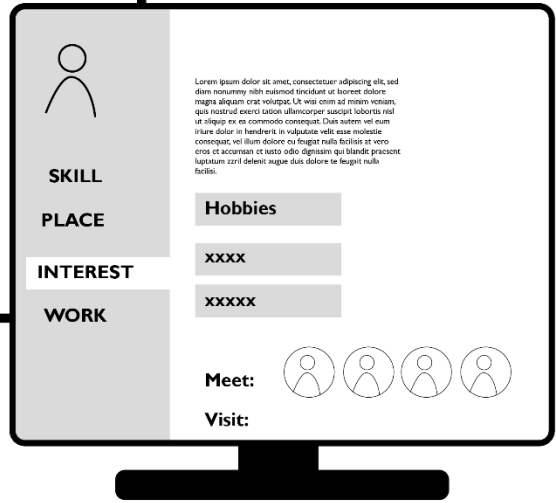 SKILL
PLACE
INTEREST
WORK
Lorem ipsum dolor sit amet, consectetuer adipiscing elit, sed
diam nonummy nibh euismod tincidunt ut laoreet dolore
magna aliquam erat volutpat. Ut wisi enim ad minim veniam,
quis nostrud exerci tation ullamcorper suscipit lobortis nisl
ut aliquip ex ea commodo consequat. Duis autem vel eum
iriure dolor in hendrerit in vulputate velit esse molestie
consequat, vel illum dolore eu feugiat nulla facilisis at vero
eros et accumsan et iusto odio dignissim qui blandit praesent
luptatum zzril delenit augue duis dolore te feugait nulla
facilisi.
Hobbies
xxxx
xxxxx
Meet:
Visit: